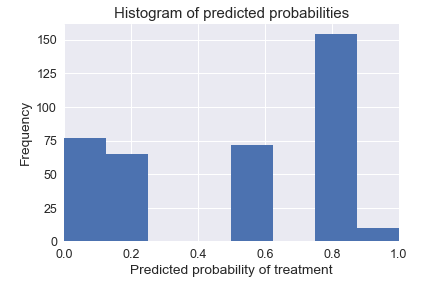 Histogram of predicted probabilities
150
125
100
75
50
25
0
Frequency
0.0 0.2 0.4 0.6 0.8 1.0
Predicted probability of treatment